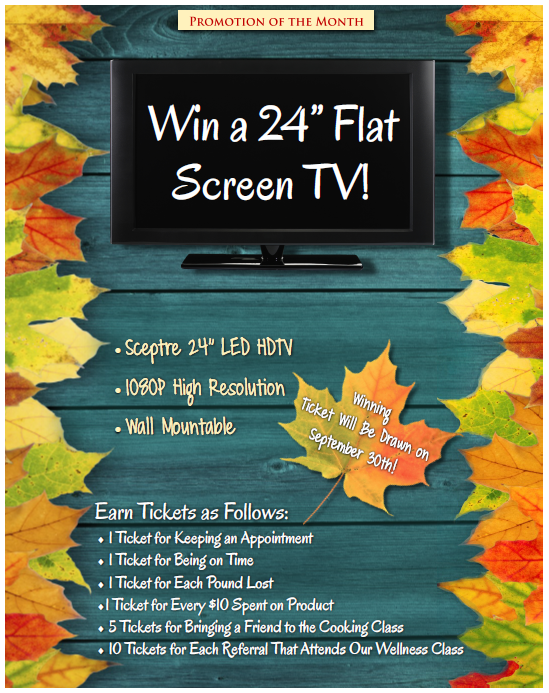 Promotion of the Month
Win a 24” Flat
Screen TV!
• Sceptre 24" LED HDTV
• 1080P High Resolution
• Wall Mountable
Winning
Ticket Will Be Drawn on
September 30th!
Earn Tickets as Follows:
♦ 1 Ticket for Keeping an Appointment
♦ 1 Ticket for Being on Time
♦ 1 Ticket for Each Pound Lost
♦1 Ticket for Every $10 Spent on Product
♦ 5 Tickets for Bringing a Friend to the Cooking Class
♦ 10 Tickets for Each Referral That Attends Our Wellness Class